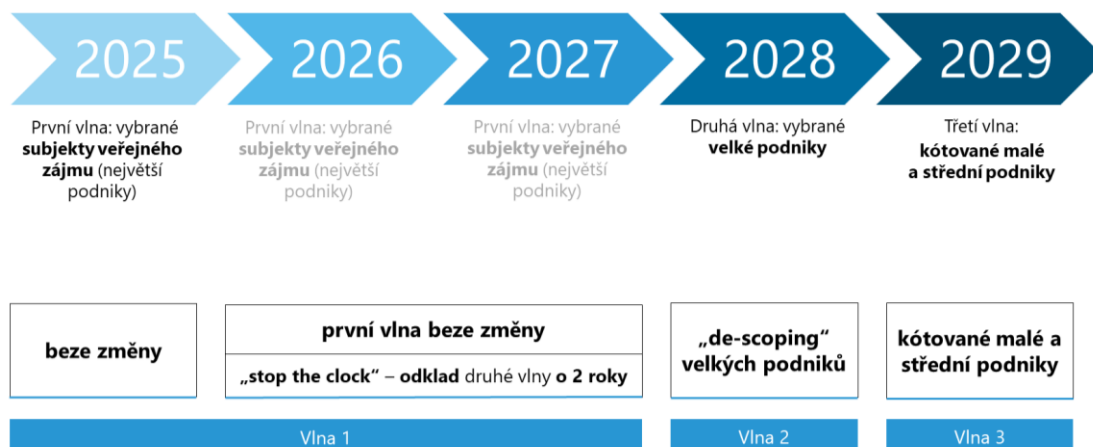 2025
2026
2027
2028
2029
První vlna: vybrané
subjekty veřejného
zájmu (největší
podniky)
První vlna: vybrané
subjekty veřejného
zájmu (největší
podniky)
První vlna: vybrané
subjekty veřejného
zájmu (největší
podniky)
Druhá vlna: vybrané
velké podniky
Třetí vlna:
kótované malé
a střední podniky
beze změny
první vlna beze změny
„stop the clock“ – odklad druhé vlny o 2 roky
„de-scoping“
velkých podniků
kótované malé a
střední podniky
Vlna 1
Vlna 2
Vlna 3